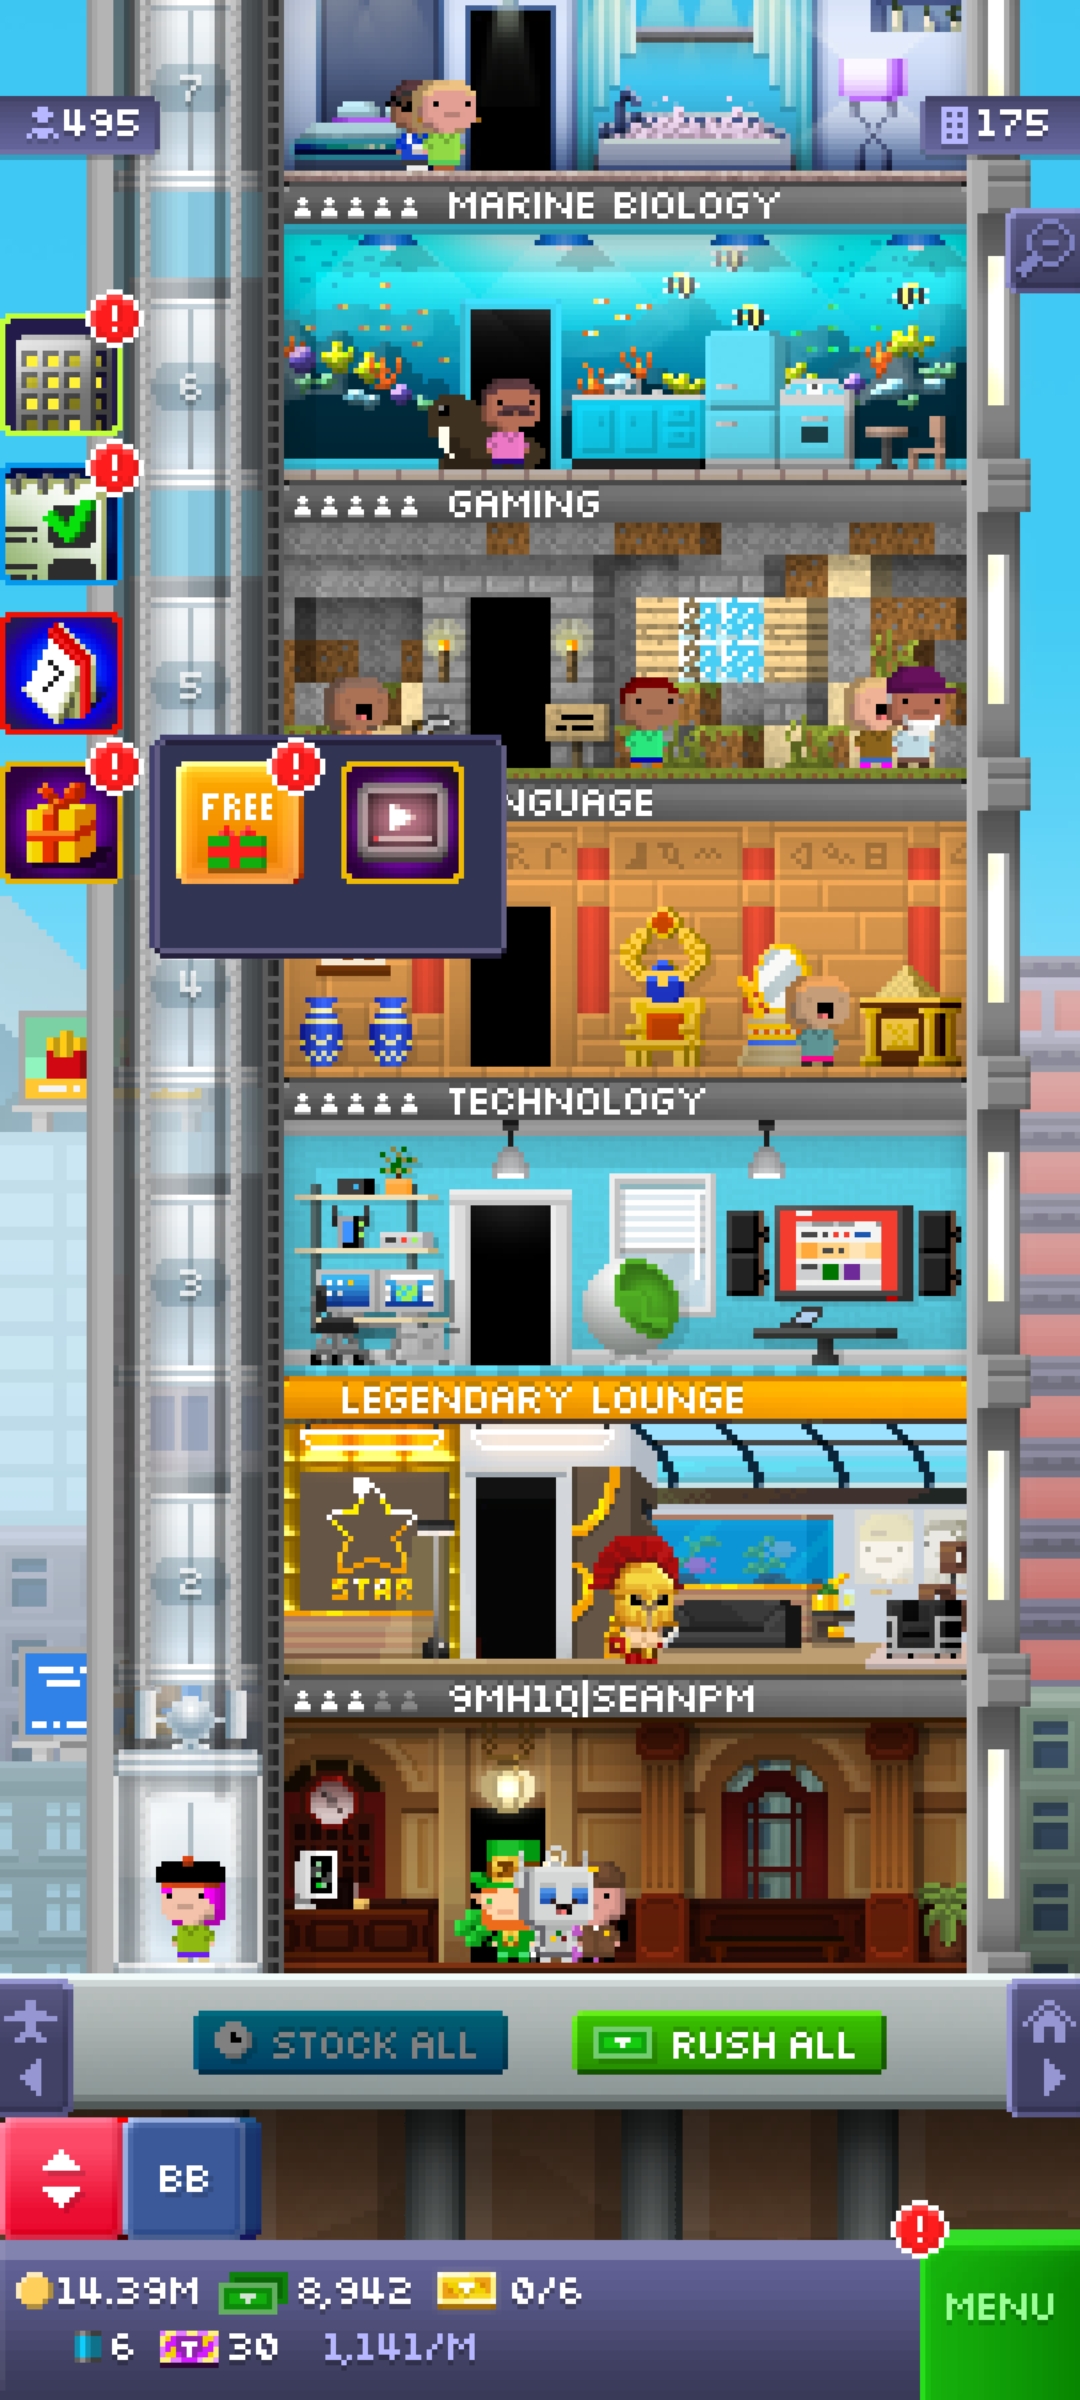 7
495
175
MARINE BIOLOGY
6
GAMING
5
FREE
NGUAGE
4
TECHNOLOGY
3
LEGENDARY LOUNGE
STAR
2
9MH1Q|SEANPM
STOCK ALL
RUSH ALL
BB
14.39M 8,942 0/6
MENU
6 T 30 1,141/M